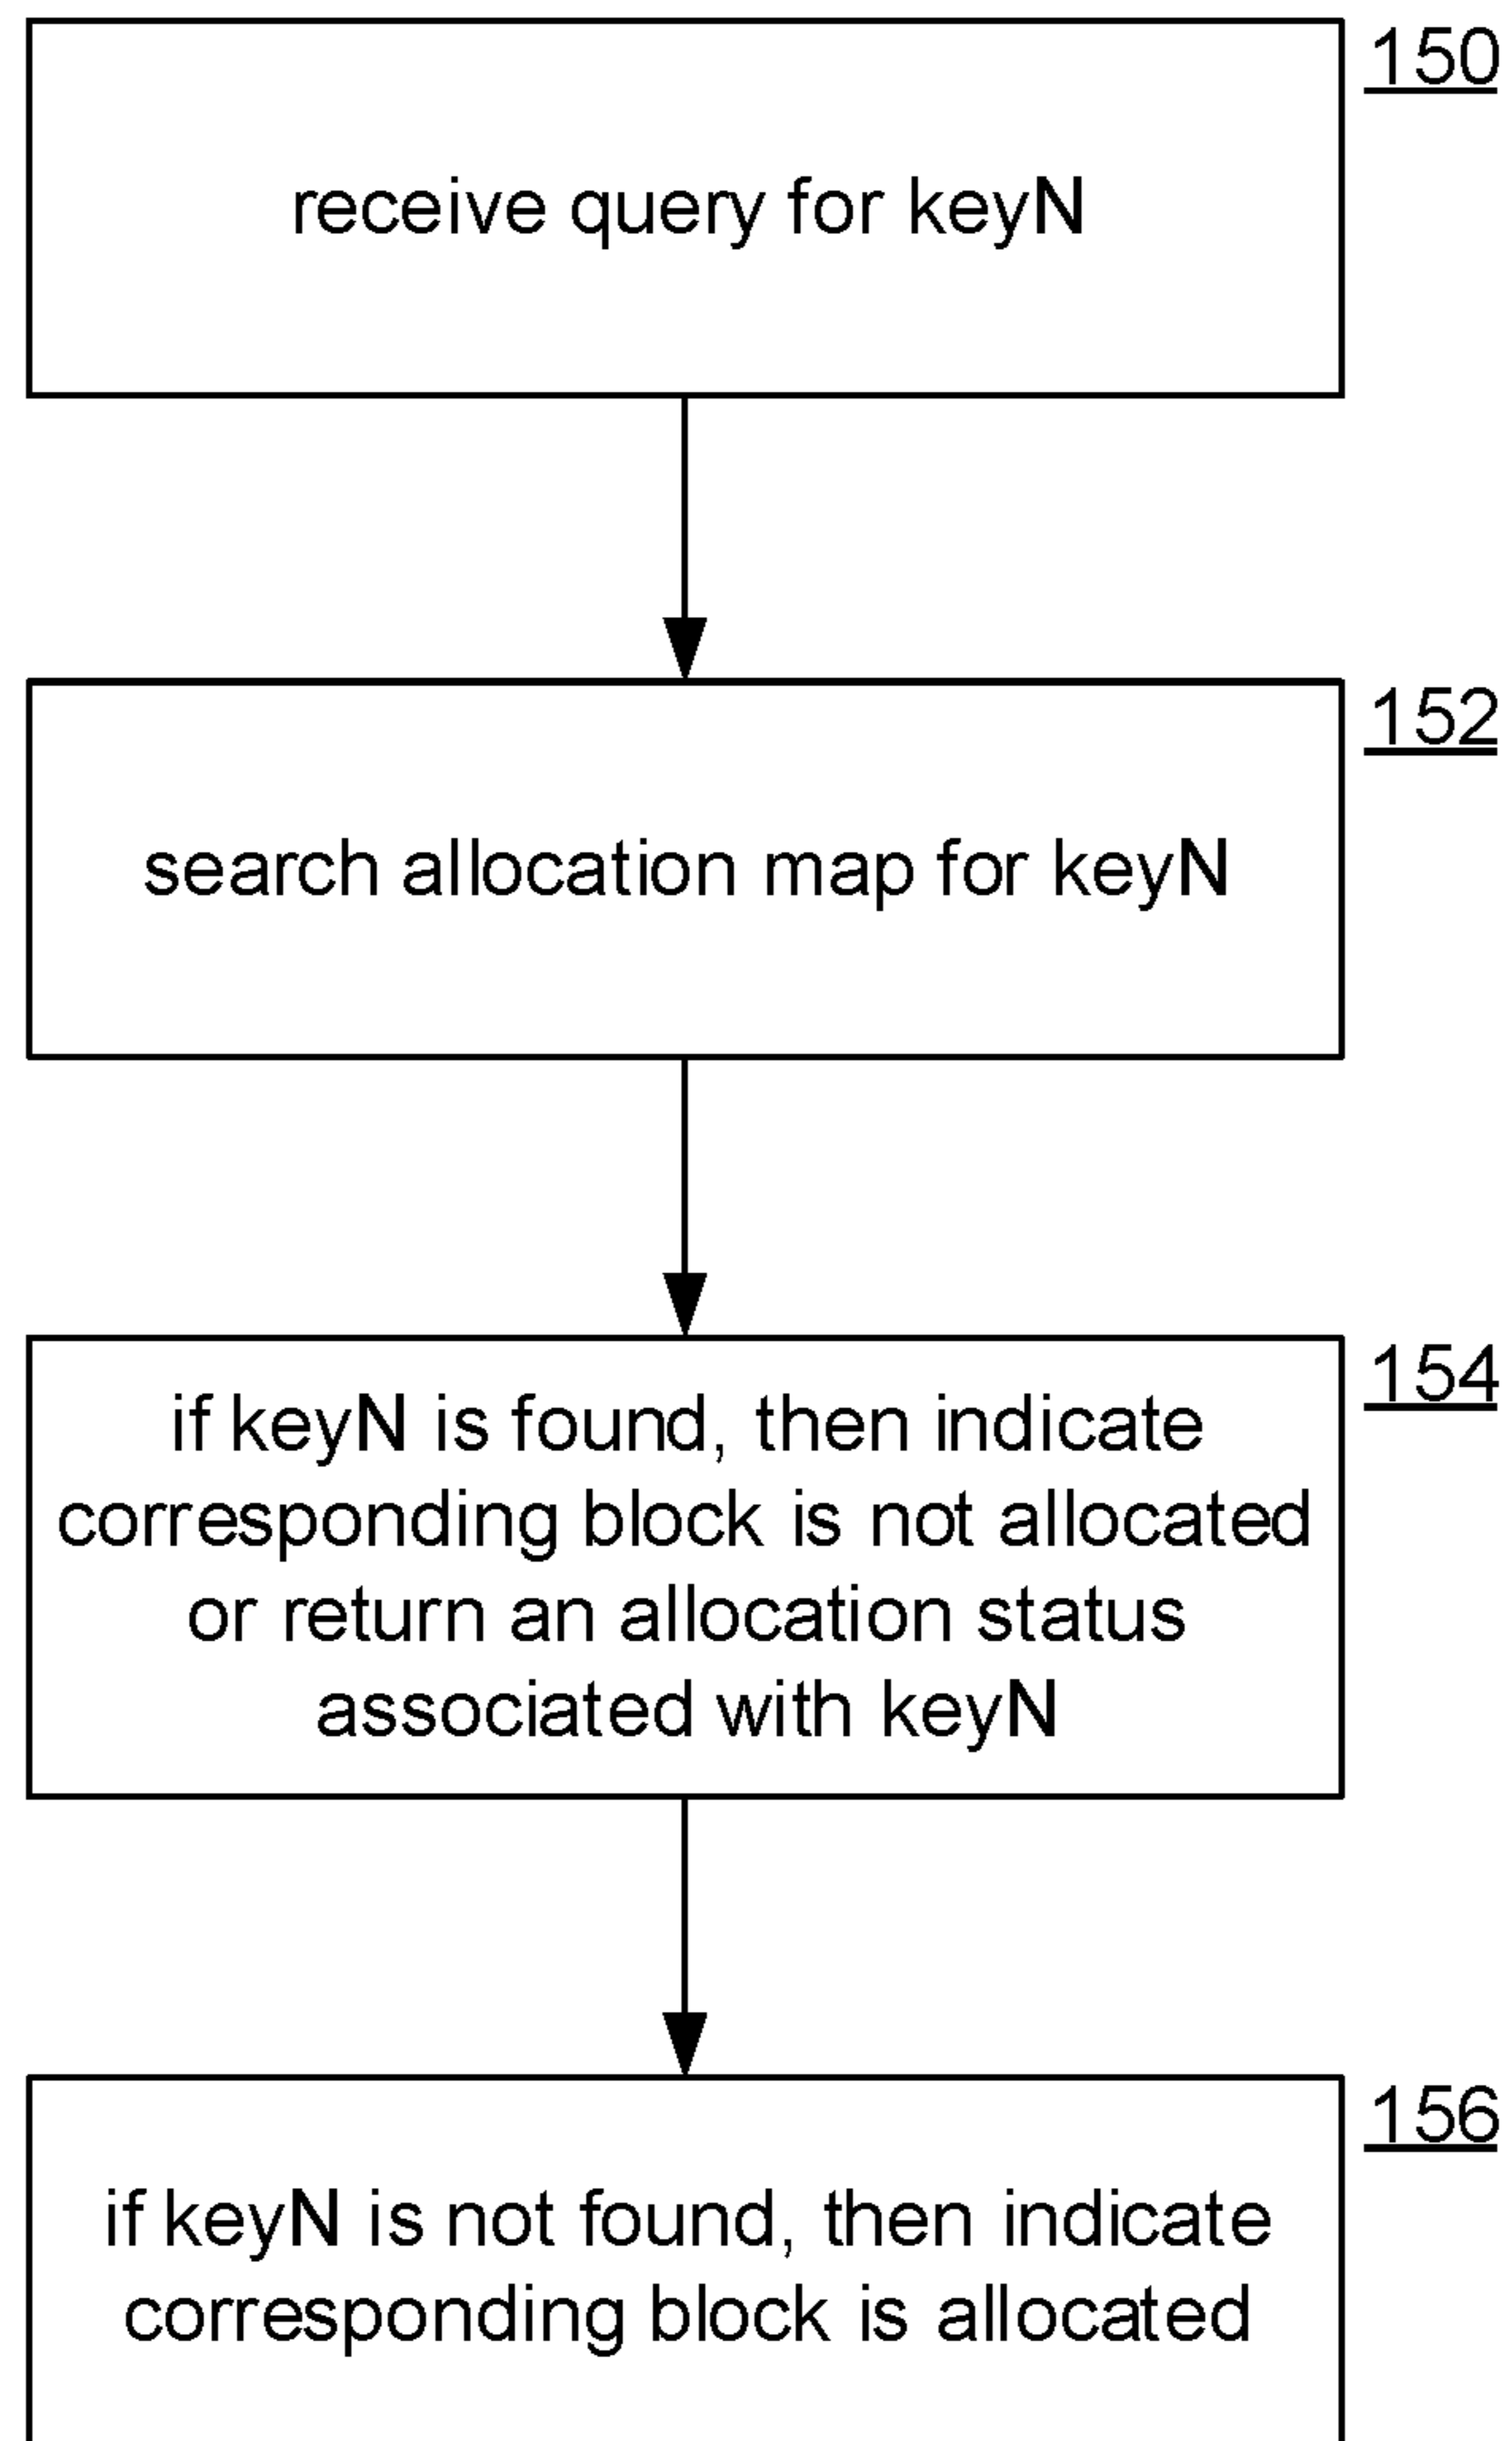 150
receive query for keyN
152
search allocation map for keyN
154
if keyN is found, then indicate
corresponding block is not allocated
or return an allocation status
associated with keyN
156
if keyN is not found, then indicate
corresponding block is allocated